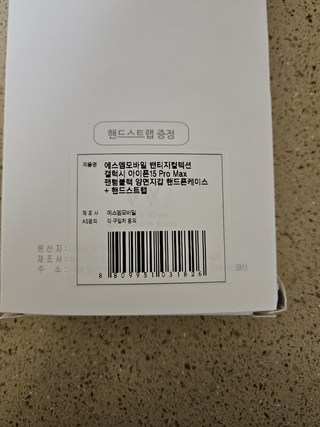 핸드스트랩 증정
제품명 에스엠모바일 밴티지컬렉션
갤럭시 아이폰15 Pro Max
팬텀블랙 양면지갑 핸드폰케이스
+ 핸드스트랩
제 조 사 에스엠모바일
AS문의 각 구입처 문의
원산지 :
제조사 :
주 소 :
8 809951 031826